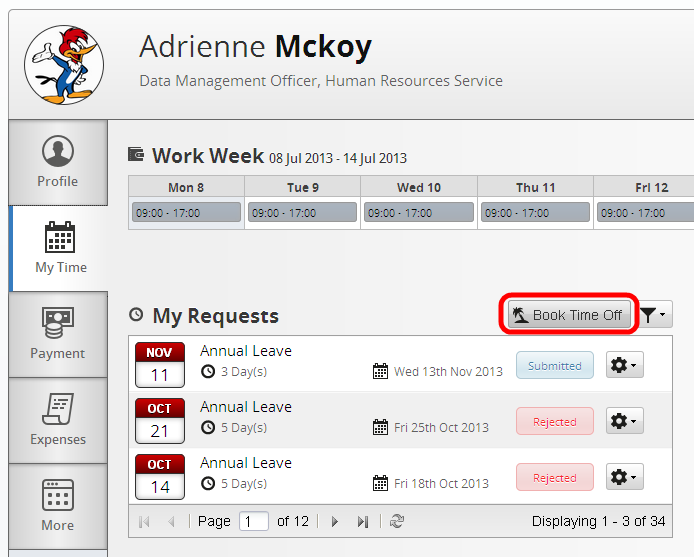 Adrienne Mckoy
Data Management Officer, Human Resources Service
Profile
My Time
Payment
Expenses
More
Work Week 08 Jul 2013 - 14 Jul 2013
Mon 8 Tue 9 Wed 10 Thu 11 Fri 12
09:00 - 17:00 09:00 - 17:00 09:00 - 17:00 09:00 - 17:00 09:00 - 17:00
My Requests Book Time Off
NOV
11
Annual Leave
3 Day(s) Wed 13th Nov 2013 Submitted
OCT
21
Annual Leave
5 Day(s) Fri 25th Oct 2013 Rejected
OCT
14
Annual Leave
5 Day(s) Fri 18th Oct 2013 Rejected
Page 1 of 12 Displaying 1 - 3 of 34